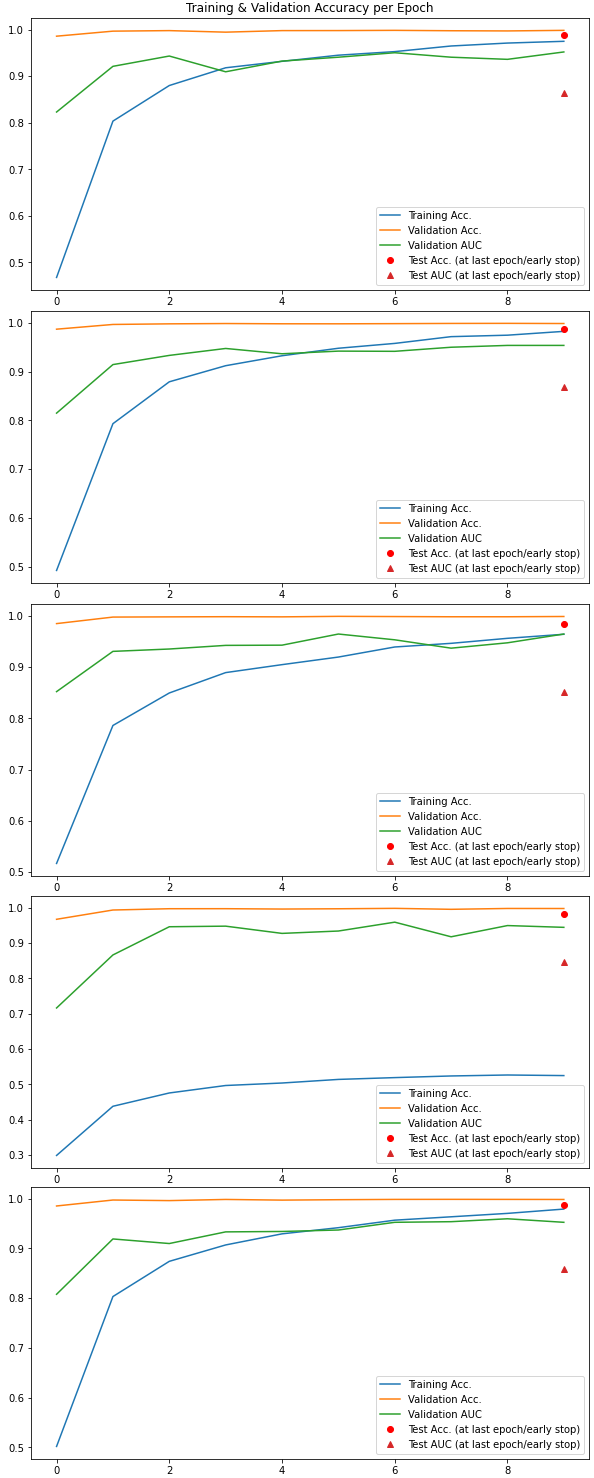 Training & Validation Accuracy per Epoch
1.0
0.9
0.8
0.7
0.6
0.5
Training Acc.
Validation Acc.
Validation AUC
Test Acc. (at last epoch/early stop)
Test AUC (at last epoch/early stop)
0 2 4 6 8
1.0
0.9
0.8
0.7
0.6
0.5
Training Acc.
Validation Acc.
Validation AUC
Test Acc. (at last epoch/early stop)
Test AUC (at last epoch/early stop)
0 2 4 6 8
1.0
0.9
0.8
0.7
0.6
0.5
Training Acc.
Validation Acc.
Validation AUC
Test Acc. (at last epoch/early stop)
Test AUC (at last epoch/early stop)
0 2 4 6 8
1.0
0.9
0.8
0.7
0.6
0.5
0.4
0.3
Training Acc.
Validation Acc.
Validation AUC
Test Acc. (at last epoch/early stop)
Test AUC (at last epoch/early stop)
0 2 4 6 8
1.0
0.9
0.8
0.7
0.6
0.5
Training Acc.
Validation Acc.
Validation AUC
Test Acc. (at last epoch/early stop)
Test AUC (at last epoch/early stop)
0 2 4 6 8